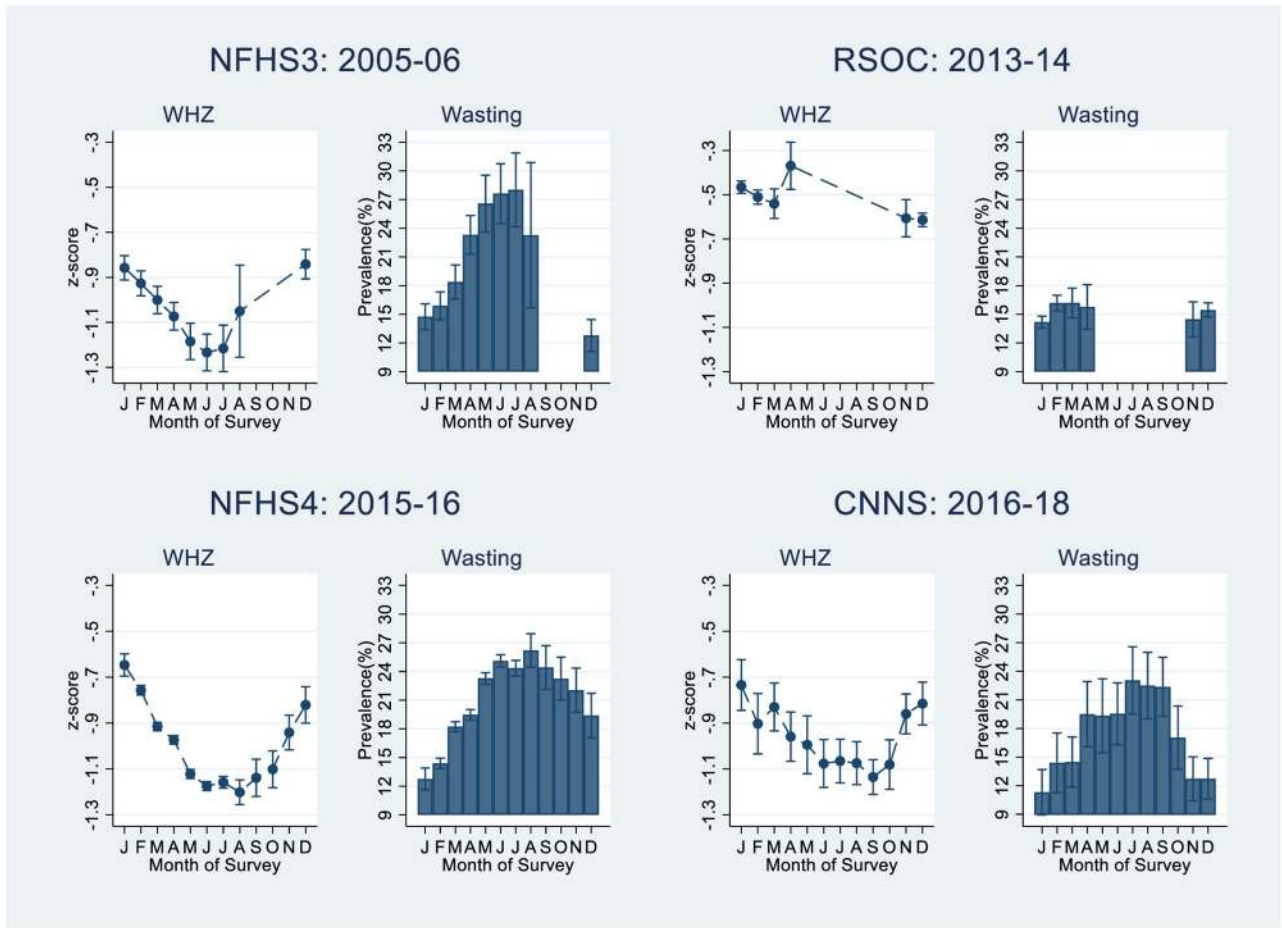 NFHS3: 2005-06
WHZ
z-score
-.3
-.5
-.7
-.9
-1.1
-1.3
J F M A M J J A S O N D
Month of Survey
Wasting
Prevalence(%)
33
30
27
24
21
18
15
12
9
J F M A M J J A S O N D
Month of Survey
RSOC: 2013-14
WHZ
z-score
-.3
-.5
-.7
-.9
-1.1
-1.3
J F M A M J J A S O N D
Month of Survey
Wasting
Prevalence(%)
33
30
27
24
21
18
15
12
9
J F M A M J J A S O N D
Month of Survey
NFHS4: 2015-16
WHZ
z-score
-.3
-.5
-.7
-.9
-1.1
-1.3
J F M A M J J A S O N D
Month of Survey
Wasting
Prevalence(%)
33
30
27
24
21
18
15
12
9
J F M A M J J A S O N D
Month of Survey
CNNS: 2016-18
WHZ
z-score
-.3
-.5
-.7
-.9
-1.1
-1.3
J F M A M J J A S O N D
Month of Survey
Wasting
Prevalence(%)
33
30
27
24
21
18
15
12
9
J F M A M J J A S O N D
Month of Survey